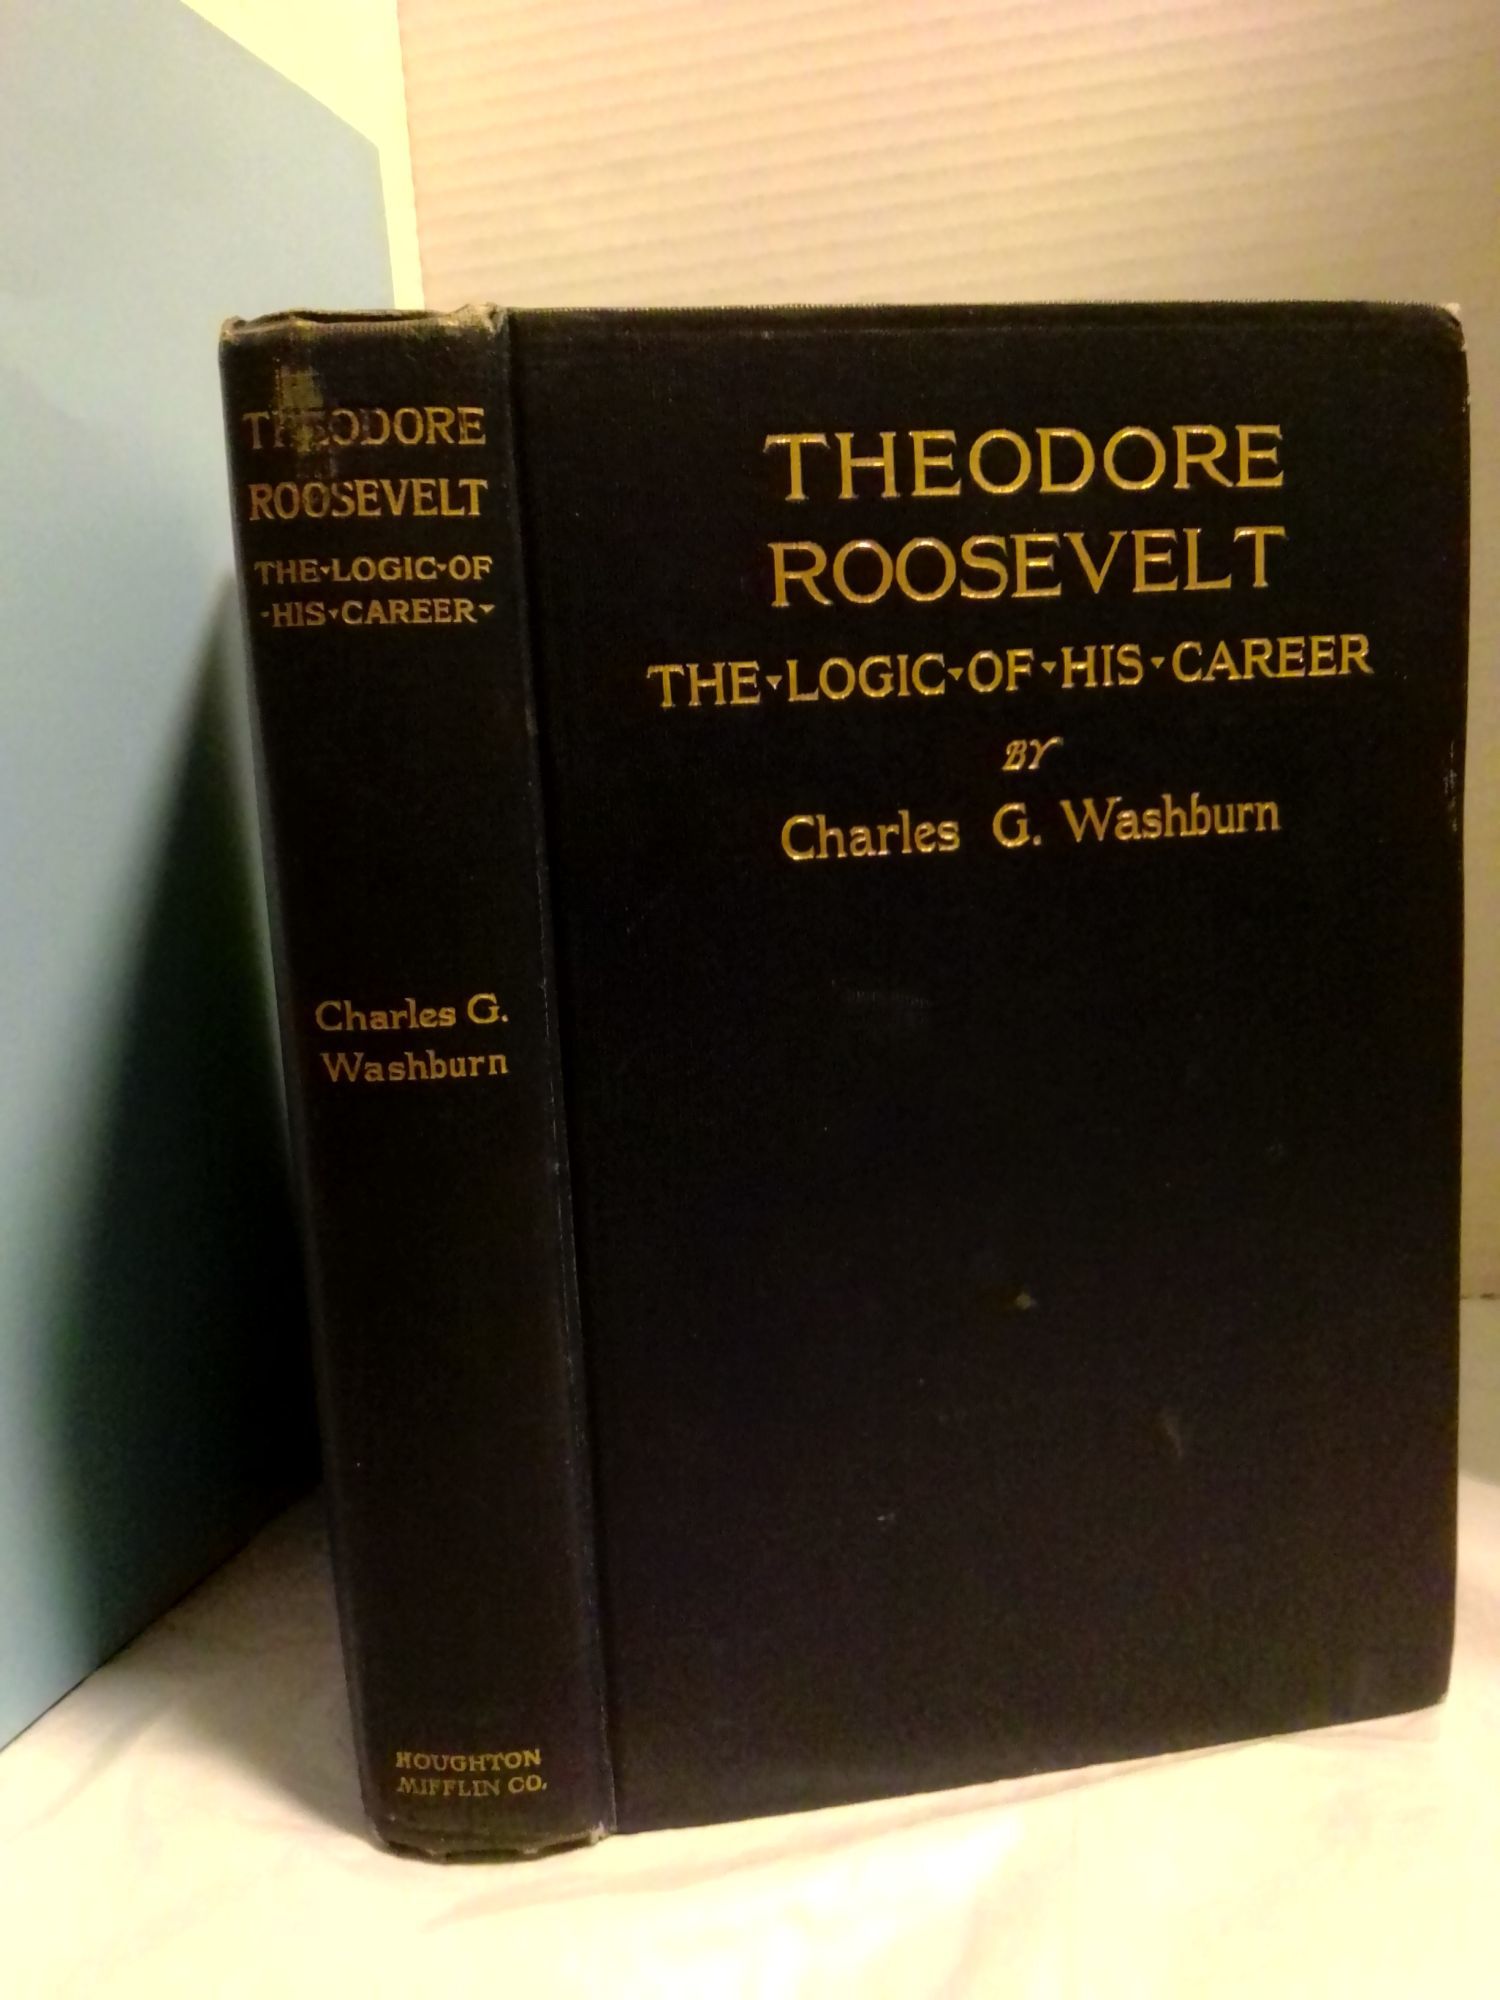 THEODORE
ROOSEVELT
THE▾LOGIC▾OF
-HIS▾CAREER▾
Charles G.
Washburn
HOUGHTON
MIFFLIN CO.
THEODORE
ROOSEVELT
THE▾LOGIC▾OF▾HIS▾CAREER
BY
Charles G. Washburn